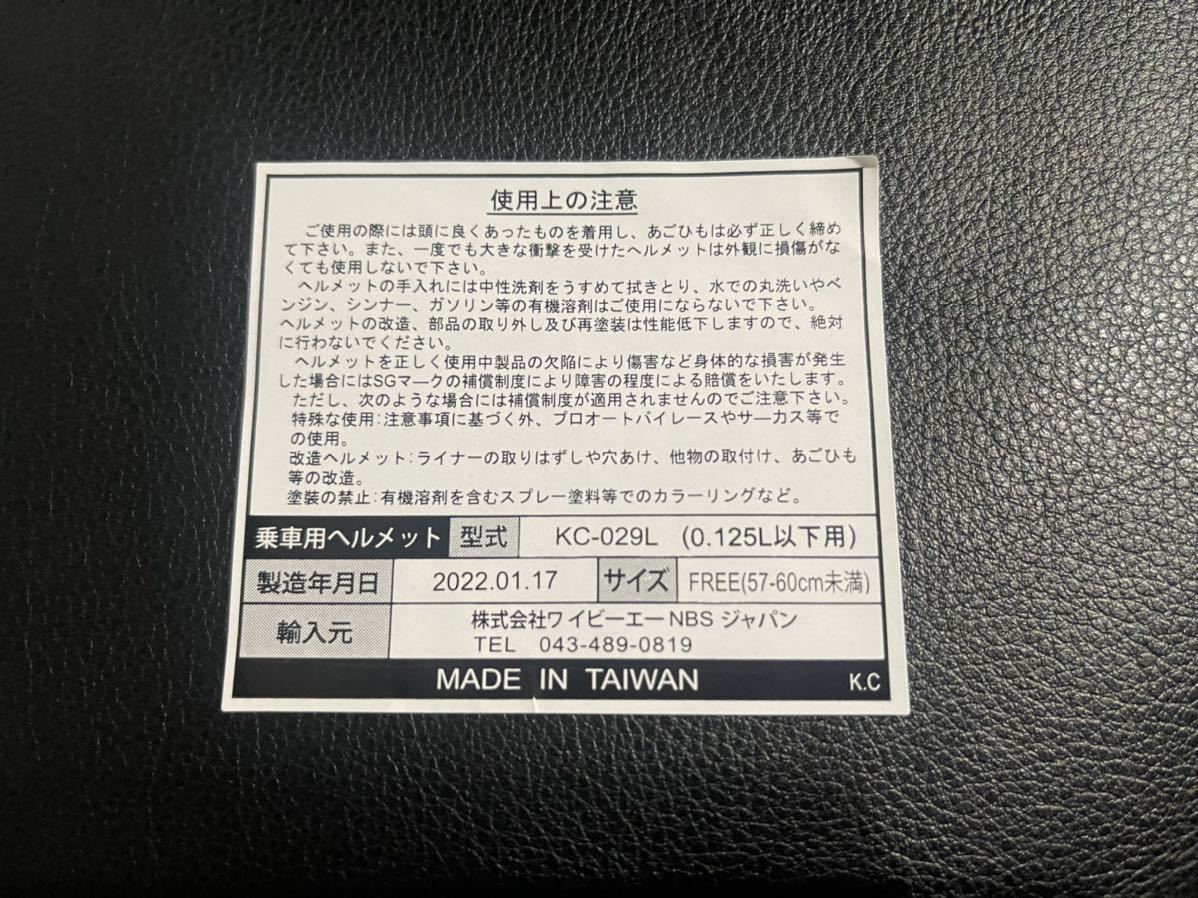 使用上の注意
ご使用の際には頭に良くあったものを着用し、あごひもは必ず正しく締め
て下さい。また、一度でも大きな衝撃を受けたヘルメットは外観に損傷がな
くても使用しないで下さい。
ヘルメットの手入れには中性洗剤をうすめて拭きとり、水での丸洗いやベ
ンジン、シンナー、ガソリン等の有機溶剤はご使用にならないで下さい。
ヘルメットの改造、部品の取り外し及び再塗装は性能低下しますので、絶対
に行わないでください。
ヘルメットを正しく使用中製品の欠陥により傷害など身体的な損害が発生
した場合にはSGマークの補償制度により障害の程度による賠償をいたします。
ただし、次のような場合には補償制度が適用されませんのでご注意下さい。
特殊な使用:注意事項に基づく外、プロオートバイレースやサーカス等で
の使用。
改造ヘルメット:ライナーの取りはずしや穴あけ、他物の取付け、あごひも
等の改造。
塗装の禁止:有機溶剤を含むスプレー塗料等でのカラーリングなど。
乗車用ヘルメット 型式 KC-029L (0.125L以下用)
製造年月日 2022.01.17 サイズ FREE(57-60cm未満)
輸入元 株式会社ワイビーエーNBS ジャパン
TEL 043-489-0819
MADE IN TAIWAN K.C